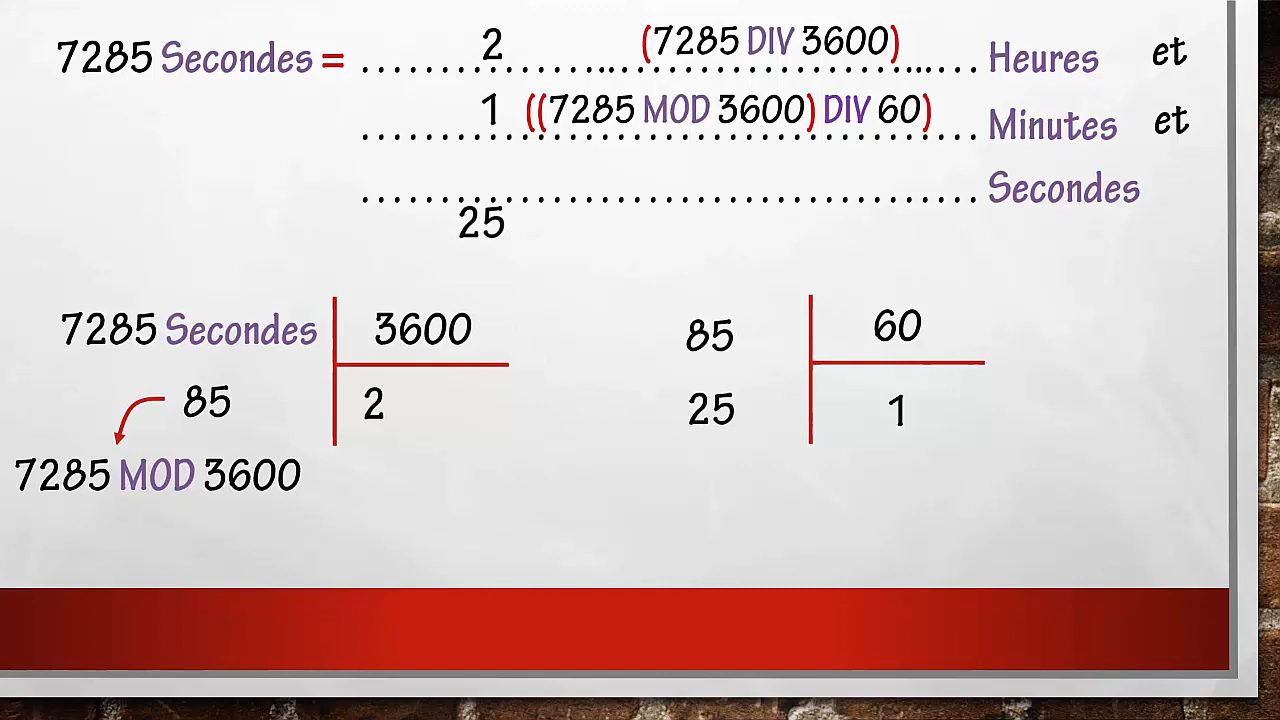 7285 Secondes = ..........2.......... (7285 DIV 3600) Heures et
1 ((7285 MOD 3600) DIV 60) Minutes et
........................................ Secondes
25
7285 Secondes 3600 85 60
85 2 25 1
7285 MOD 3600